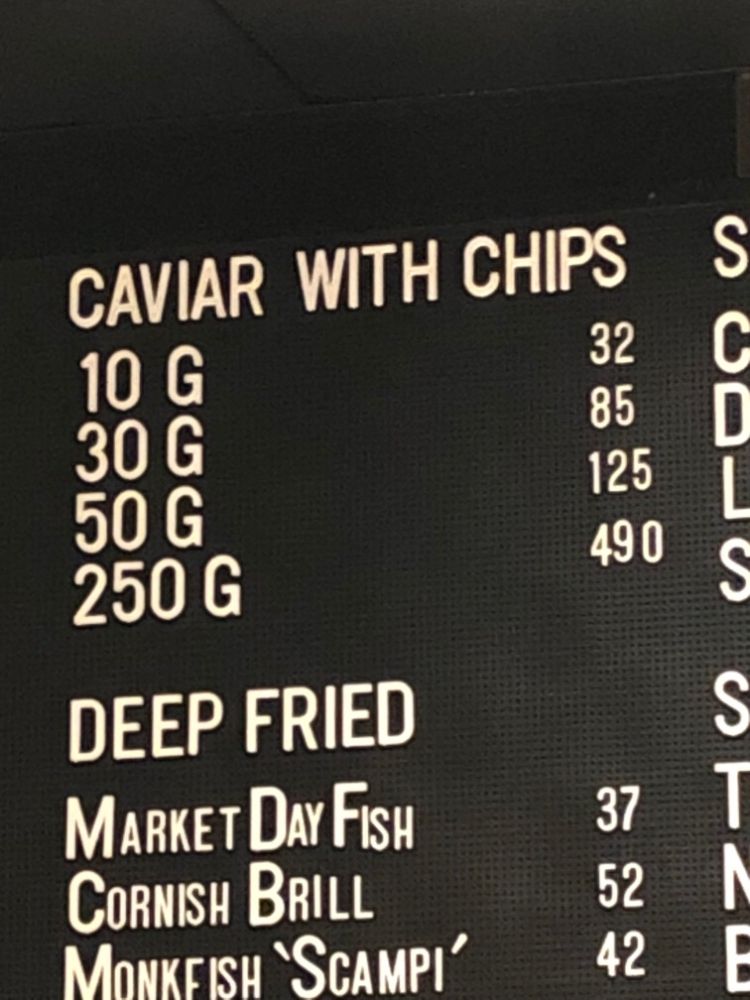 CAVIAR WITH CHIPS
10 G 32
30 G 85
50 G 125
250 G 490
DEEP FRIED
MARKET DAY FISH 37
CORNISH BRILL 52
MONKFISH ‵SCAMPI′ 42
S
C
D
L
S
S
T
N
B